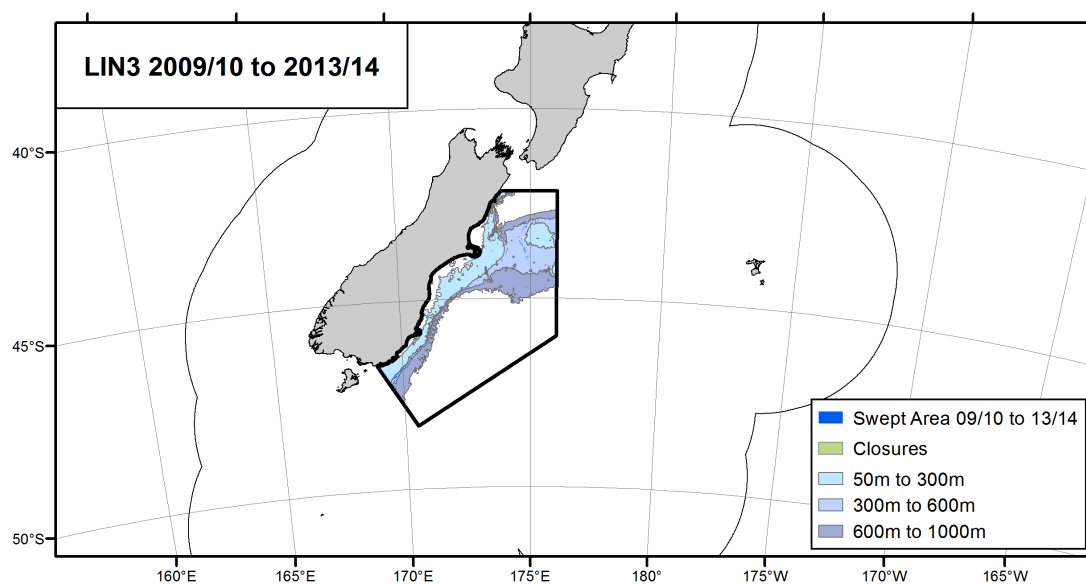 LIN3 2009/10 to 2013/14
40°S
45°S
50°S
Swept Area 09/10 to 13/14
Closures
50m to 300m
300m to 600m
600m to 1000m
160°E
165°E
170°E
175°E
180°
175°W
170°W
165°W